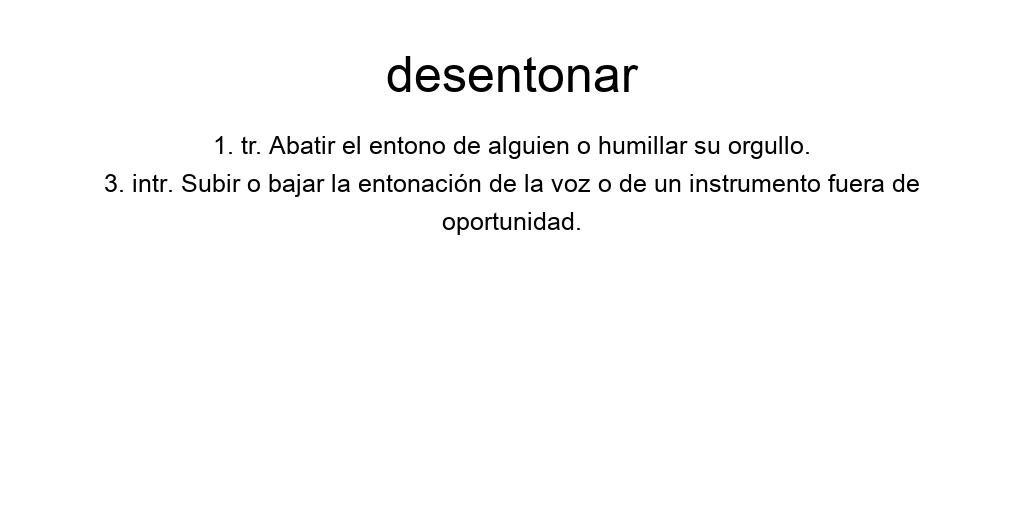 desentonar
1. tr. Abatir el entono de alguien o humillar su orgullo.
3. intr. Subir o bajar la entonación de la voz o de un instrumento fuera de
oportunidad.